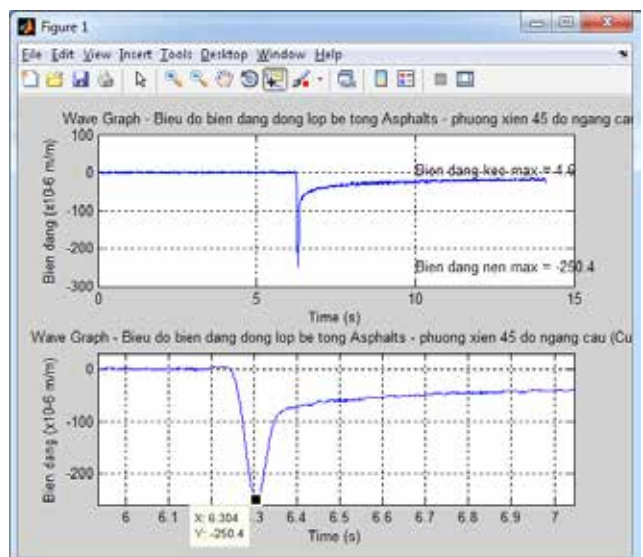 Figure 1
File Edit View Insert Tools Desktop Window Help
Wave Graph - Bieu do bien dang dong lop be tong Asphalts - phuong xien 45 do ngang cau
100
0
-100
-200
-300
Bien dang (x10-6 m/m)
Bien dang keo max =
Bien dang nen max = -250.4
0 5 10 15
Time (s)
Wave Graph - Bieu do bien dang dong lop be tong Asphalts - phuong xien 45 do ngang cau (Cu
0
-100
-200
Bien dang (x10-6 m/m)
X: 6.304
Y: -250.4
6 6.1 .3 6.4 6.5 6.6 6.7 6.8 6.9 7
Time (s)